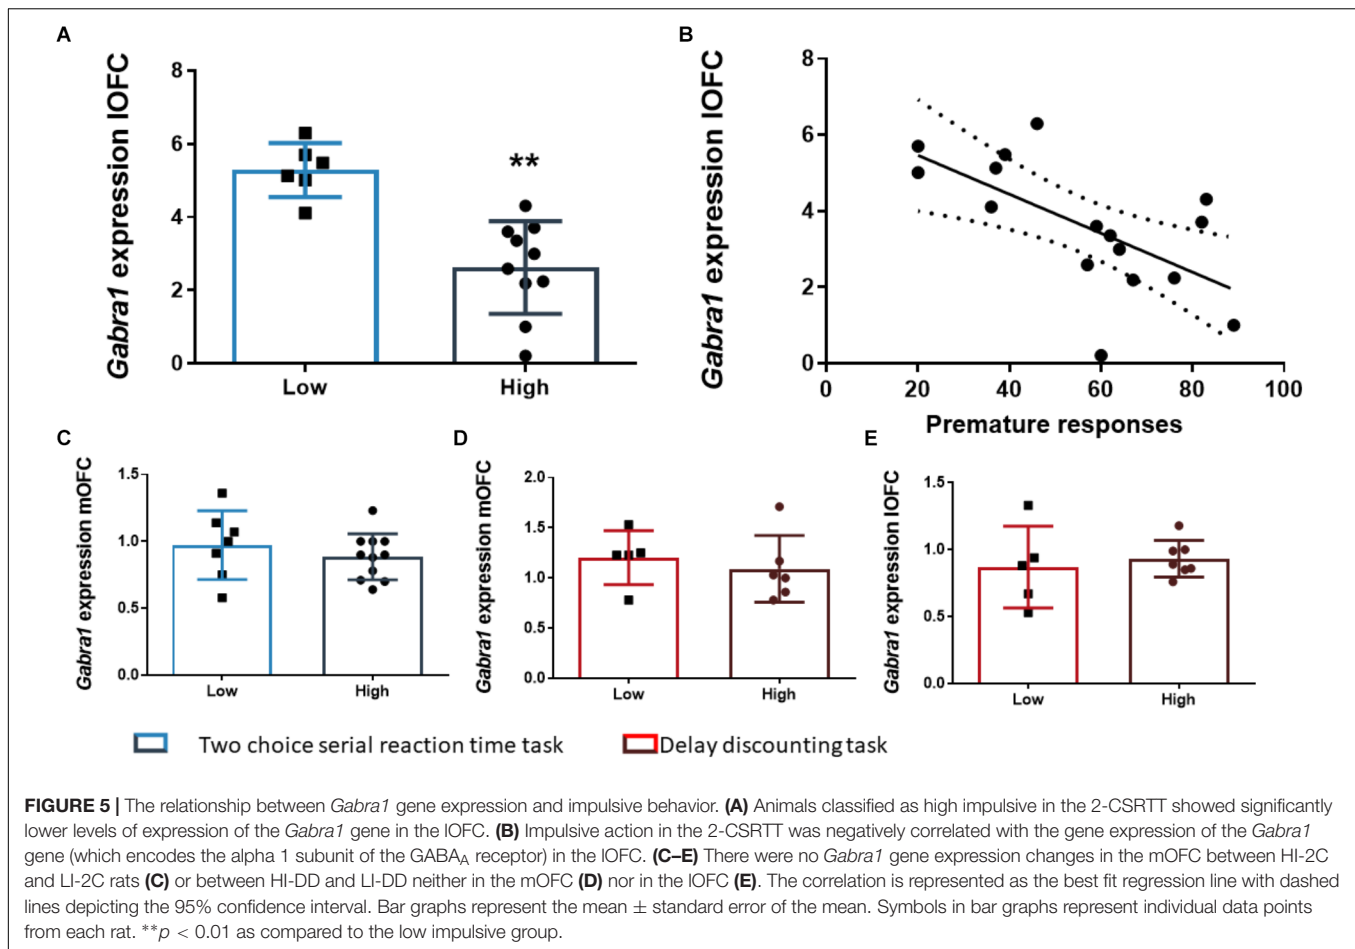 A
Gabra1 expression lOFC
8
6
4
2
0
**
Low
High
B
Gabra1 expression lOFC
8
6
4
2
0
0
20
40
60
80
100
Premature responses
C
Gabra1 expression mOFC
1.5
1.0
0.5
0.0
Low
High
D
Gabra1 expression mOFC
2.0
1.5
1.0
0.5
0.0
Low
High
E
Gabra1 expression lOFC
1.5
1.0
0.5
0.0
Low
High
Two choice serial reaction time task
Delay discounting task
FIGURE 5 | The relationship between Gabra1 gene expression and impulsive behavior. (A) Animals classified as high impulsive in the 2-CSRTT showed significantly
lower levels of expression of the Gabra1 gene in the lOFC. (B) Impulsive action in the 2-CSRTT was negatively correlated with the gene expression of the Gabra1
gene (which encodes the alpha 1 subunit of the GABAA receptor) in the lOFC. (C–E) There were no Gabra1 gene expression changes in the mOFC between HI-2C
and LI-2C rats (C) or between HI-DD and LI-DD neither in the mOFC (D) nor in the lOFC (E). The correlation is represented as the best fit regression line with dashed
lines depicting the 95% confidence interval. Bar graphs represent the mean ± standard error of the mean. Symbols in bar graphs represent individual data points
from each rat. **p < 0.01 as compared to the low impulsive group.